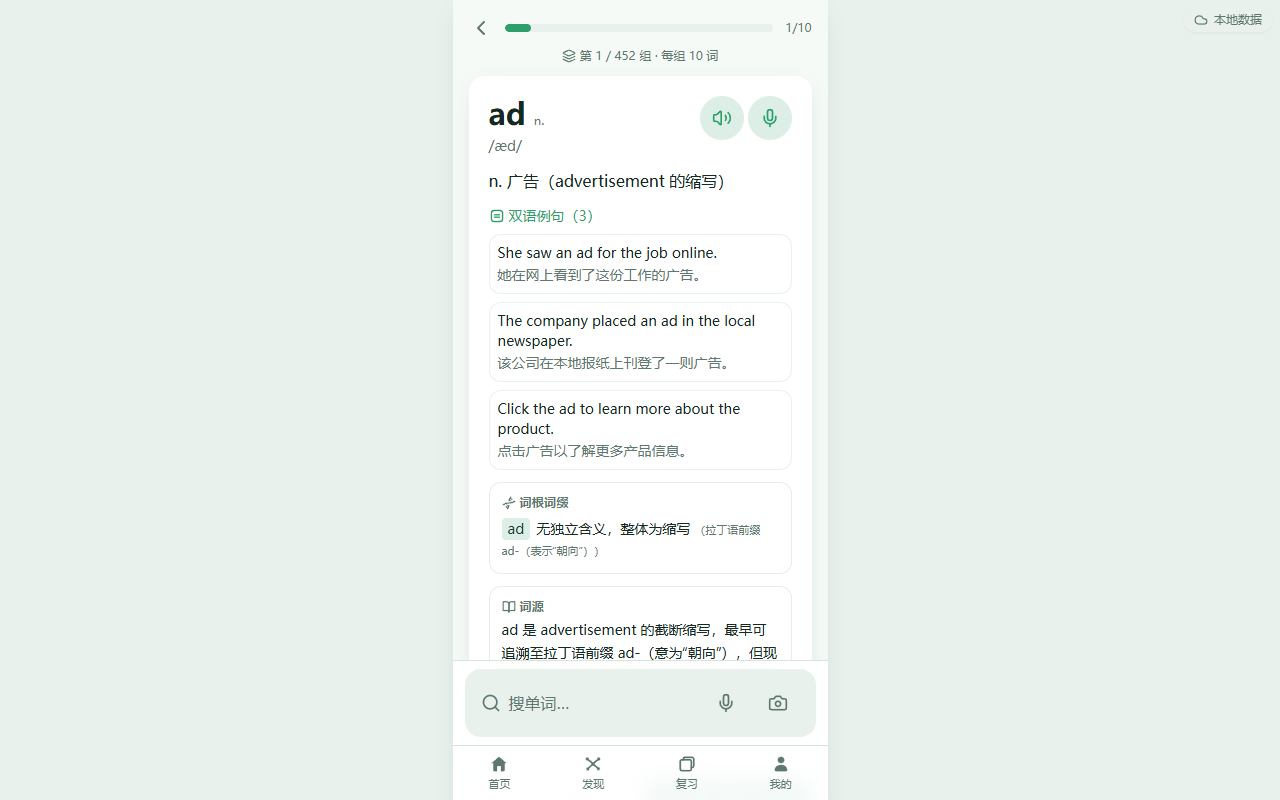 1/10
本地数据
第 1 / 452 组 · 每组 10 词
ad n.
/æd/
n. 广告（advertisement 的缩写）
双语例句（3）
She saw an ad for the job online.
她在网上看到了这份工作的广告。
The company placed an ad in the local
newspaper.
该公司在本地报纸上刊登了一则广告。
Click the ad to learn more about the
product.
点击广告以了解更多产品信息。
词根词缀
ad 无独立含义，整体为缩写 （拉丁语前缀
ad-（表示“朝向”））
词源
ad 是 advertisement 的截断缩写，最早可
追溯至拉丁语前缀 ad-（意为“朝向”），但现
搜单词...
首页
发现
复习
我的